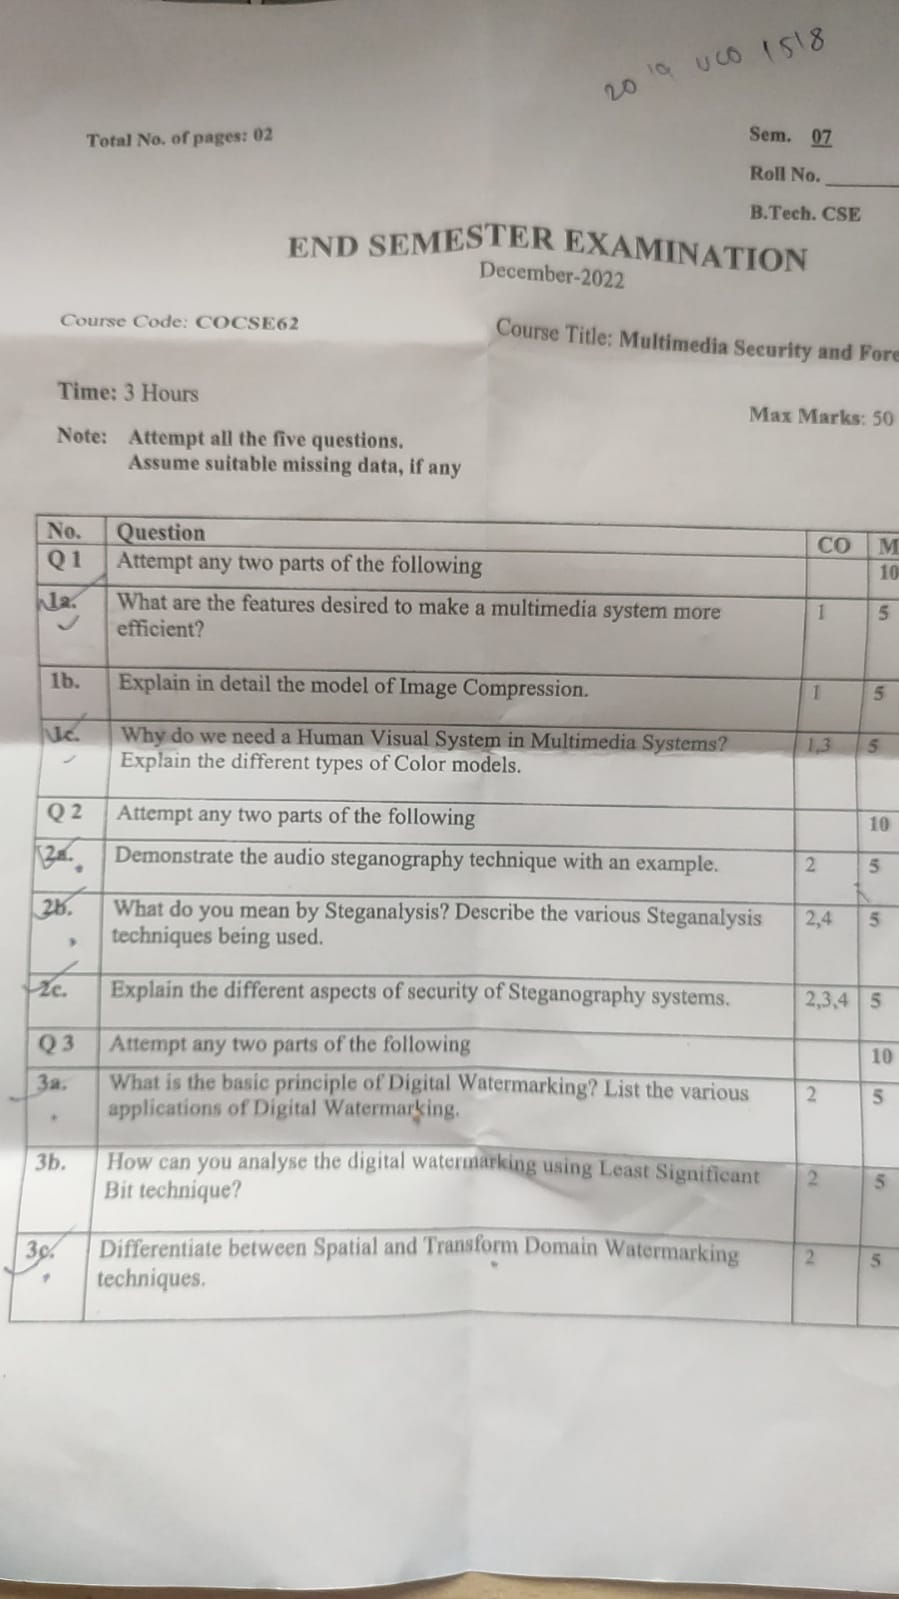 2019 UCO 1518
Total No. of pages: 02
Sem. 07
Roll No.
B.Tech. CSE
END SEMESTER EXAMINATION
December-2022
Course Code: COCSE62
Course Title: Multimedia Security and Fore
Time: 3 Hours
Max Marks: 50
Note: Attempt all the five questions.
Assume suitable missing data, if any
No. Question CO M
Q 1 Attempt any two parts of the following 10
1a. What are the features desired to make a multimedia system more 1 5
efficient?
1b. Explain in detail the model of Image Compression. 1 5
1c. Why do we need a Human Visual System in Multimedia Systems? 1,3 5
Explain the different types of Color models.
Q 2 Attempt any two parts of the following 10
2a. Demonstrate the audio steganography technique with an example. 2 5
2b. What do you mean by Steganalysis? Describe the various Steganalysis 2,4 5
techniques being used.
2c. Explain the different aspects of security of Steganography systems. 2,3,4 5
Q 3 Attempt any two parts of the following 10
3a. What is the basic principle of Digital Watermarking? List the various 2 5
applications of Digital Watermarking.
3b. How can you analyse the digital watermarking using Least Significant 2 5
Bit technique?
3c. Differentiate between Spatial and Transform Domain Watermarking 2 5
techniques.